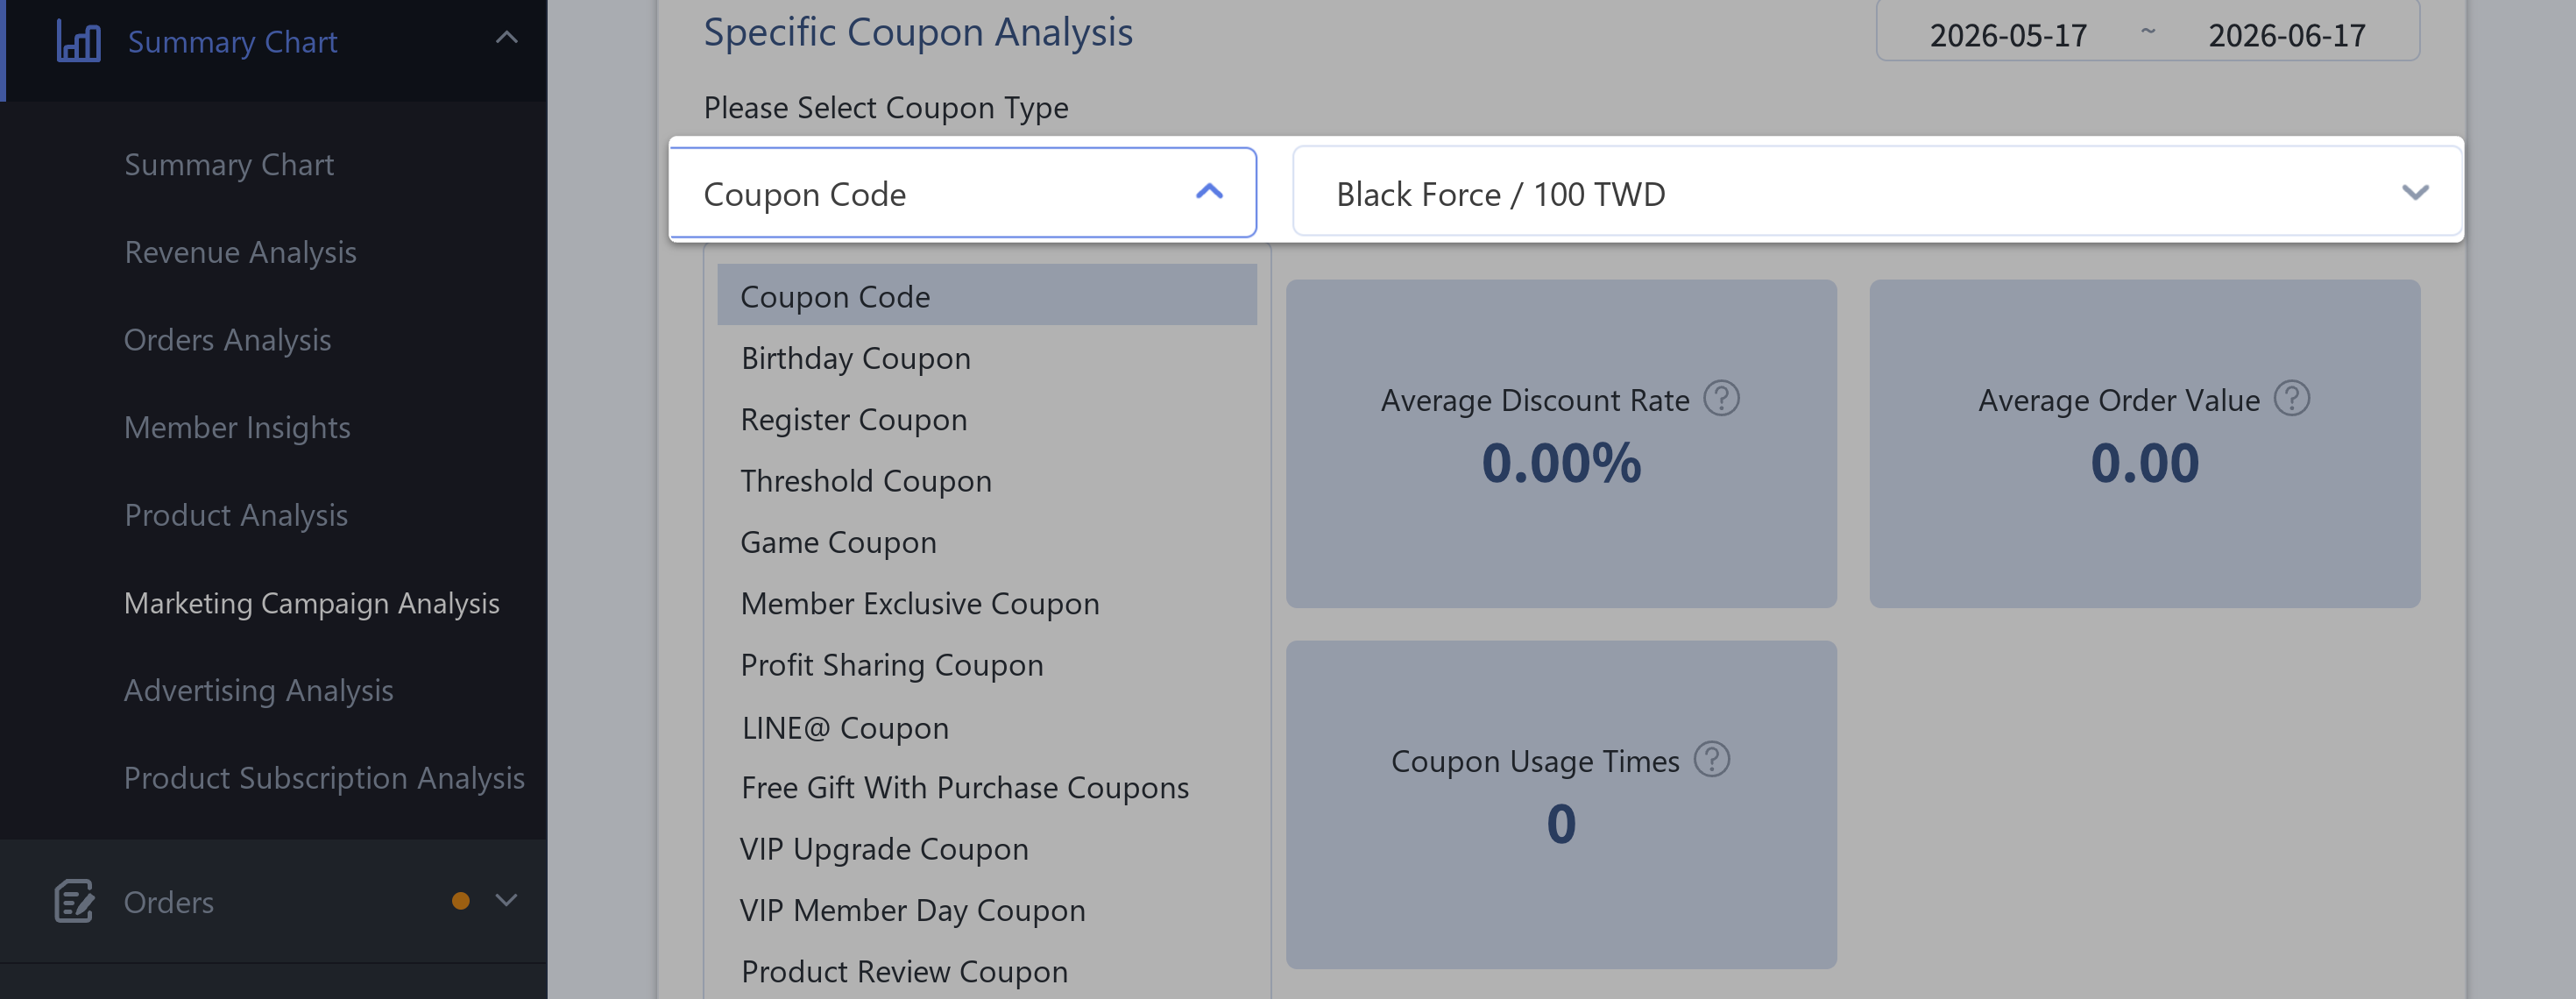 Summary Chart
Summary Chart
Revenue Analysis
Orders Analysis
Member Insights
Product Analysis
Marketing Campaign Analysis
Advertising Analysis
Product Subscription Analysis
Orders
Specific Coupon Analysis
2026-05-17 ~ 2026-06-17
Please Select Coupon Type
Coupon Code
Black Force / 100 TWD
Coupon Code
Birthday Coupon
Register Coupon
Threshold Coupon
Game Coupon
Member Exclusive Coupon
Profit Sharing Coupon
LINE@ Coupon
Free Gift With Purchase Coupons
VIP Upgrade Coupon
VIP Member Day Coupon
Product Review Coupon
Average Discount Rate ?
0.00%
Average Order Value ?
0.00
Coupon Usage Times ?
0